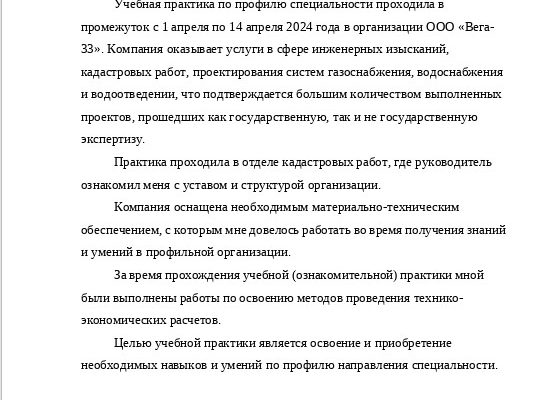 Учебная практика по профилю специальности проходила в
промежуток с 1 апреля по 14 апреля 2024 года в организации ООО «Вега-
33». Компания оказывает услуги в сфере инженерных изысканий,
кадастровых работ, проектирования систем газоснабжения, водоснабжения
и водоотведении, что подтверждается большим количеством выполненных
проектов, прошедших как государственную, так и не государственную
экспертизу.
Практика проходила в отделе кадастровых работ, где руководитель
ознакомил меня с уставом и структурой организации.
Компания оснащена необходимым материально-техническим
обеспечением, с которым мне довелось работать во время получения знаний
и умений в профильной организации.
За время прохождения учебной (ознакомительной) практики мной
были выполнены работы по освоению методов проведения технико-
экономических расчетов.
Целью учебной практики является освоение и приобретение
необходимых навыков и умений по профилю направления специальности.